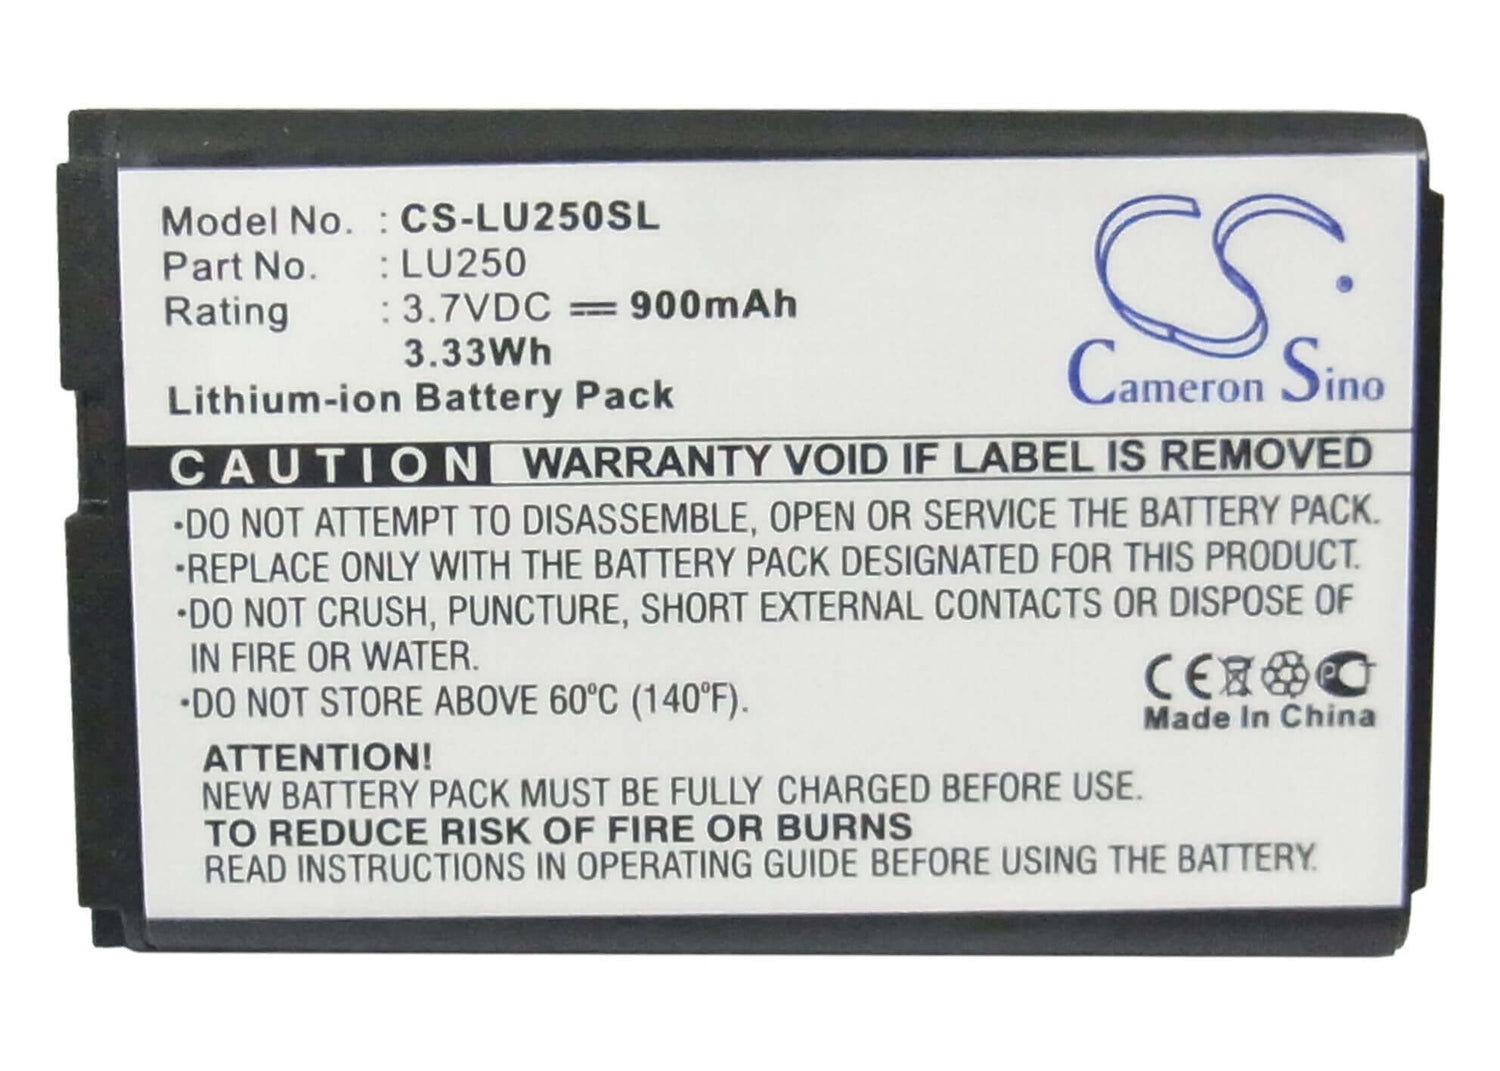 Model No. : CS-LU250SL
Part No. : LU250
Rating : 3.7VDC 900mAh
3.33Wh
Lithium-ion Battery Pack
CS
Cameron Sino
CAUTION WARRANTY VOID IF LABEL IS REMOVED
·DO NOT ATTEMPT TO DISASSEMBLE, OPEN OR SERVICE THE BATTERY PACK.
·REPLACE ONLY WITH THE BATTERY PACK DESIGNATED FOR THIS PRODUCT.
·DO NOT CRUSH, PUNCTURE, SHORT EXTERNAL CONTACTS OR DISPOSE OF
IN FIRE OR WATER.
·DO NOT STORE ABOVE 60°C (140°F).
CE
Made In China
ATTENTION!
NEW BATTERY PACK MUST BE FULLY CHARGED BEFORE USE.
TO REDUCE RISK OF FIRE OR BURNS
READ INSTRUCTIONS IN OPERATING GUIDE BEFORE USING THE BATTERY.